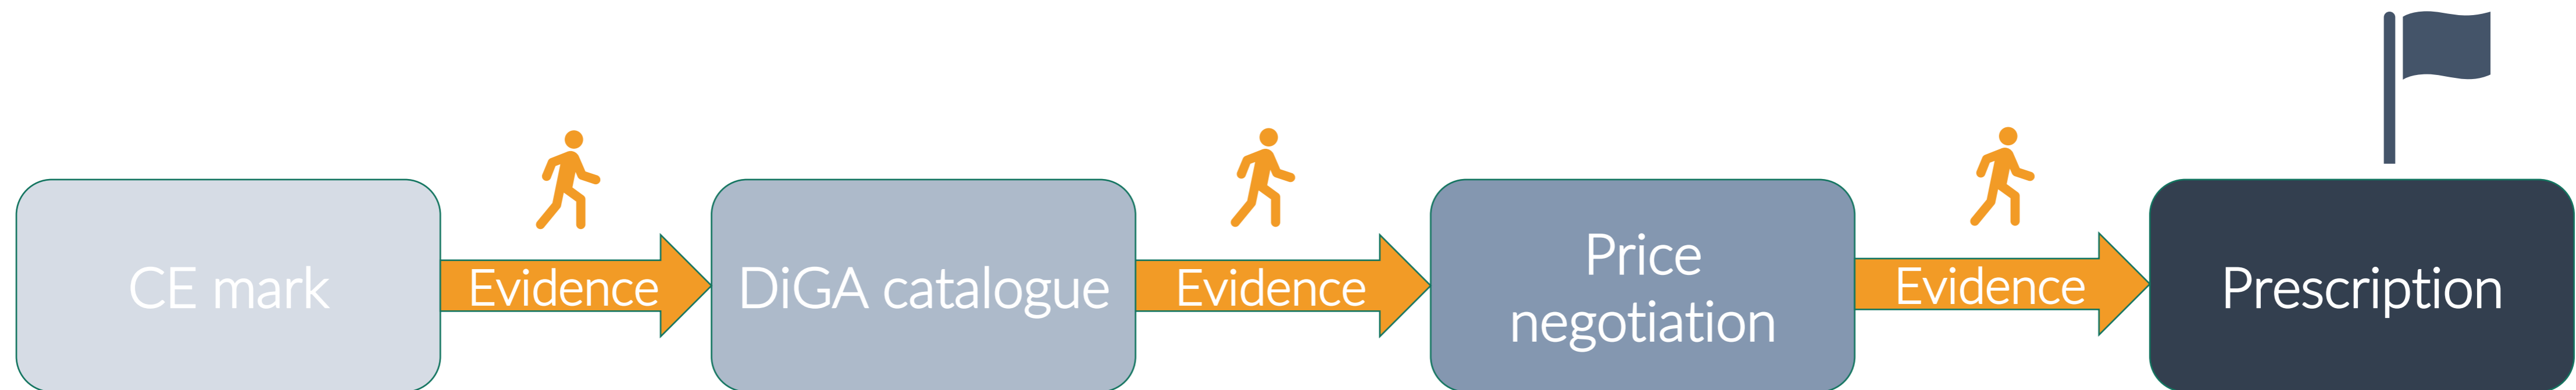 CE mark
Evidence
DiGA catalogue
Evidence
Price
negotiation
Evidence
Prescription